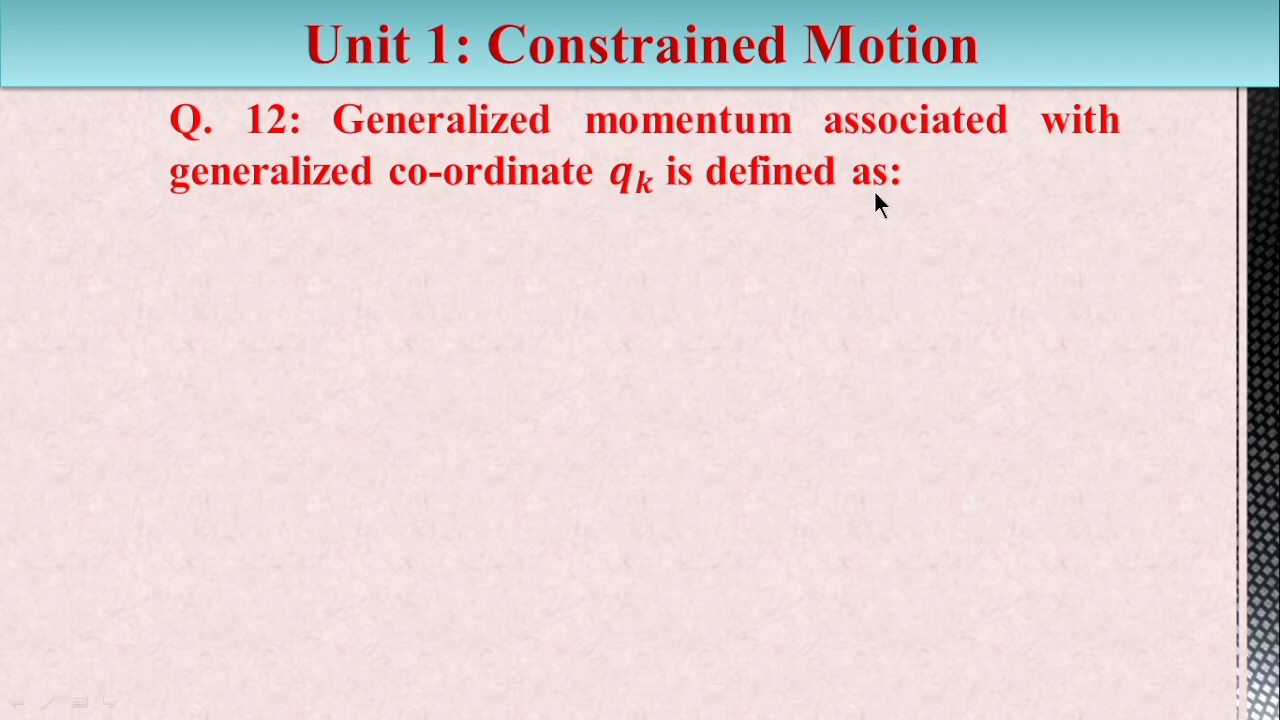 Unit 1: Constrained Motion
Q. 12: Generalized momentum associated with
generalized co-ordinate qₖ is defined as: